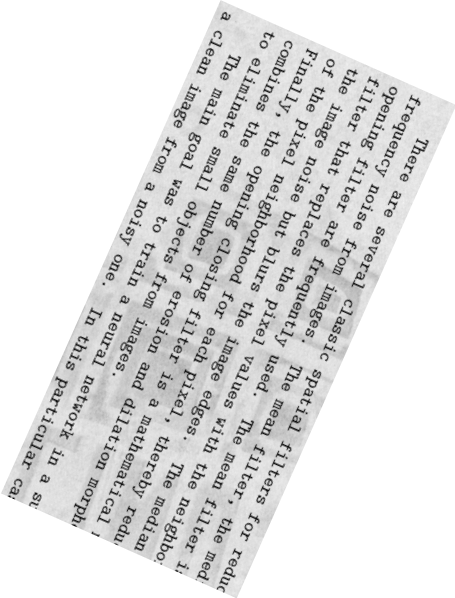 There are several classic spatial filters for reduc
frequency noise from images. The mean filter, the med
opening filter are frequently used. The mean filter i
filter that replaces the pixel values with the neighbo
the image noise but blurs the image edges. The median
of the pixel neighborhood for each pixel, thereby redu
Finally, the opening closing filter is a mathematical
combines the same number of erosion and dilation morph
to eliminate small objects from images.
The main goal was to train a neural network in a su
a clean image from a noisy one. In this particular ca